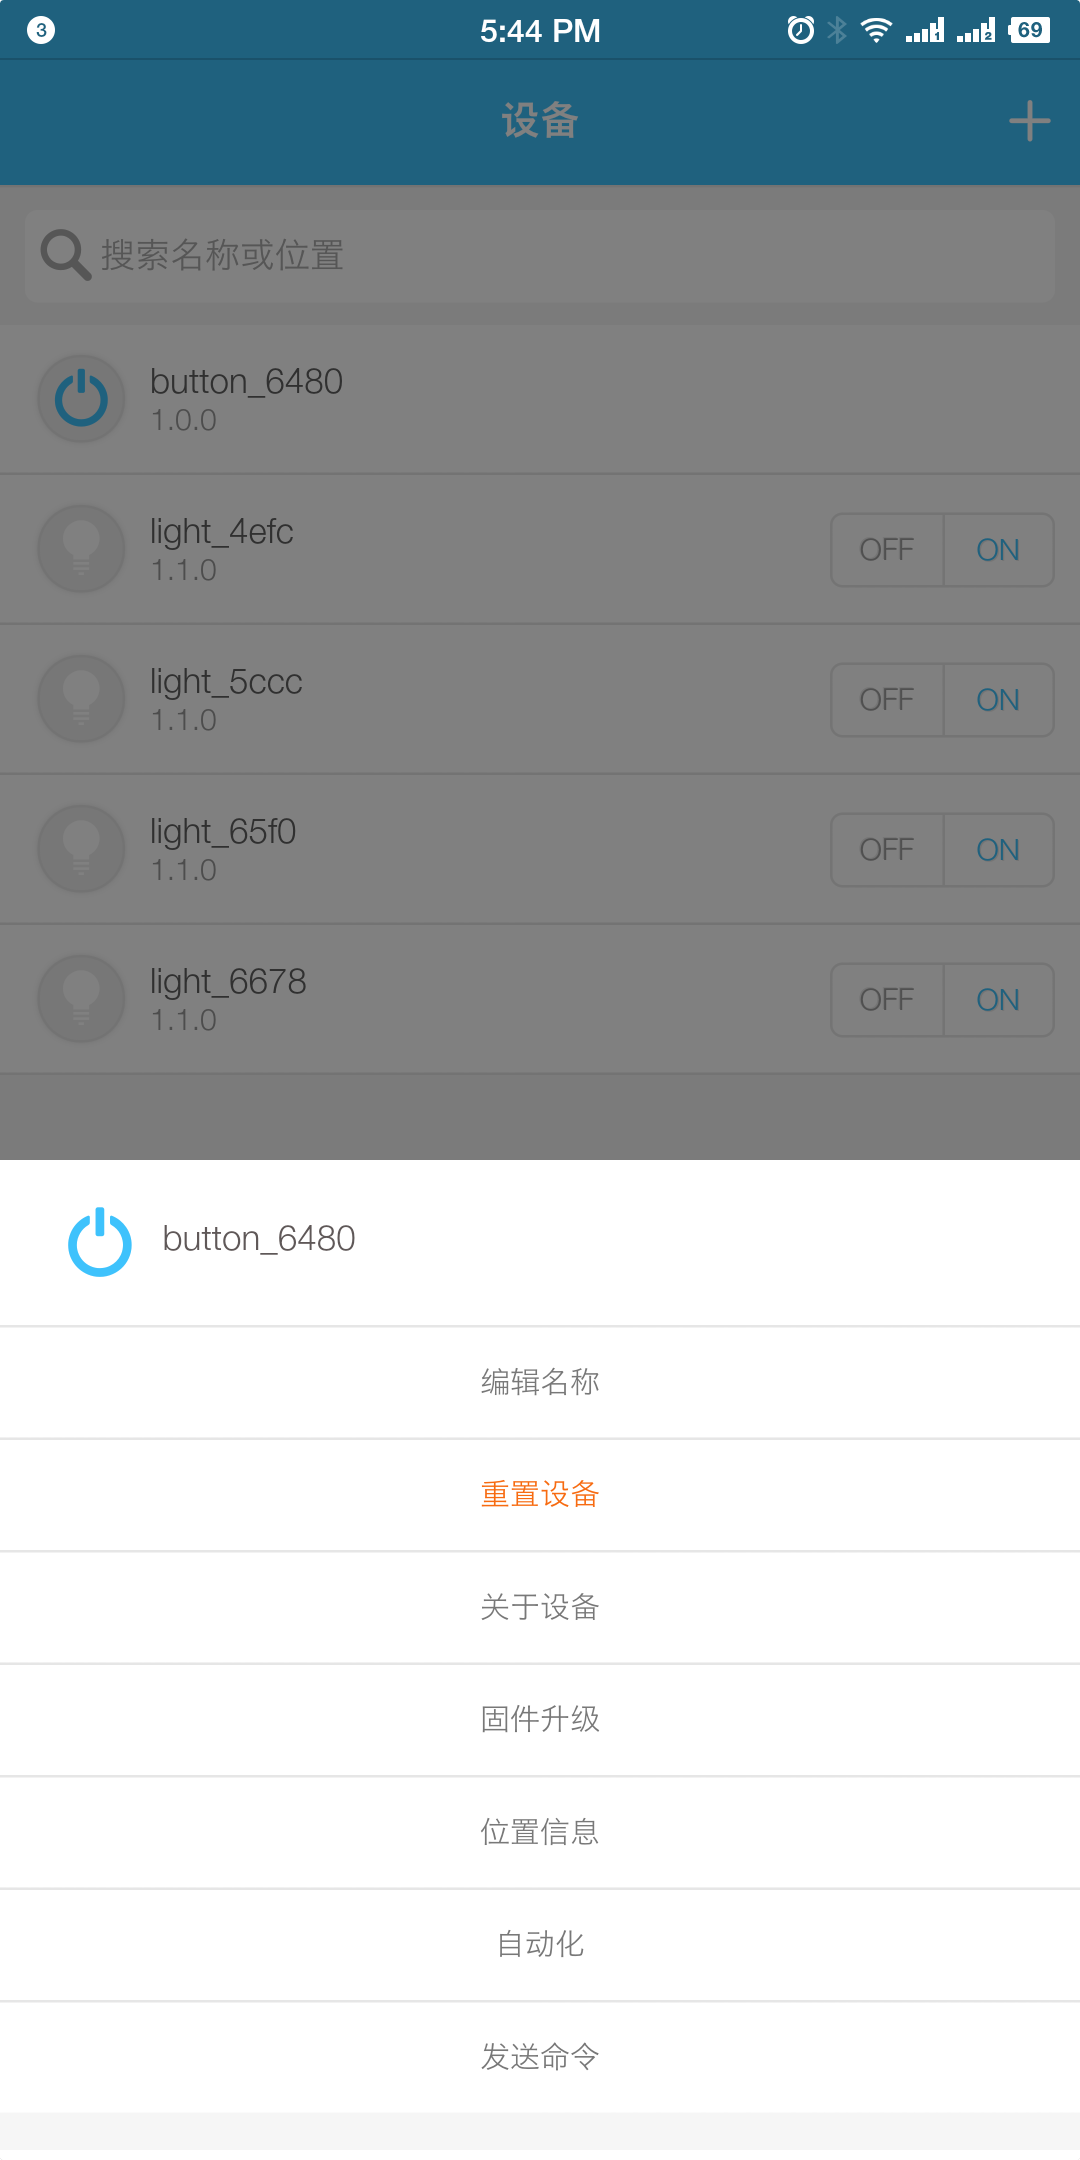 3
5:44 PM
1
2
69
设备
搜索名称或位置
button_6480
1.0.0
light_4efc
1.1.0
OFF
ON
light_5ccc
1.1.0
OFF
ON
light_65f0
1.1.0
OFF
ON
light_6678
1.1.0
OFF
ON
button_6480
编辑名称
重置设备
关于设备
固件升级
位置信息
自动化
发送命令